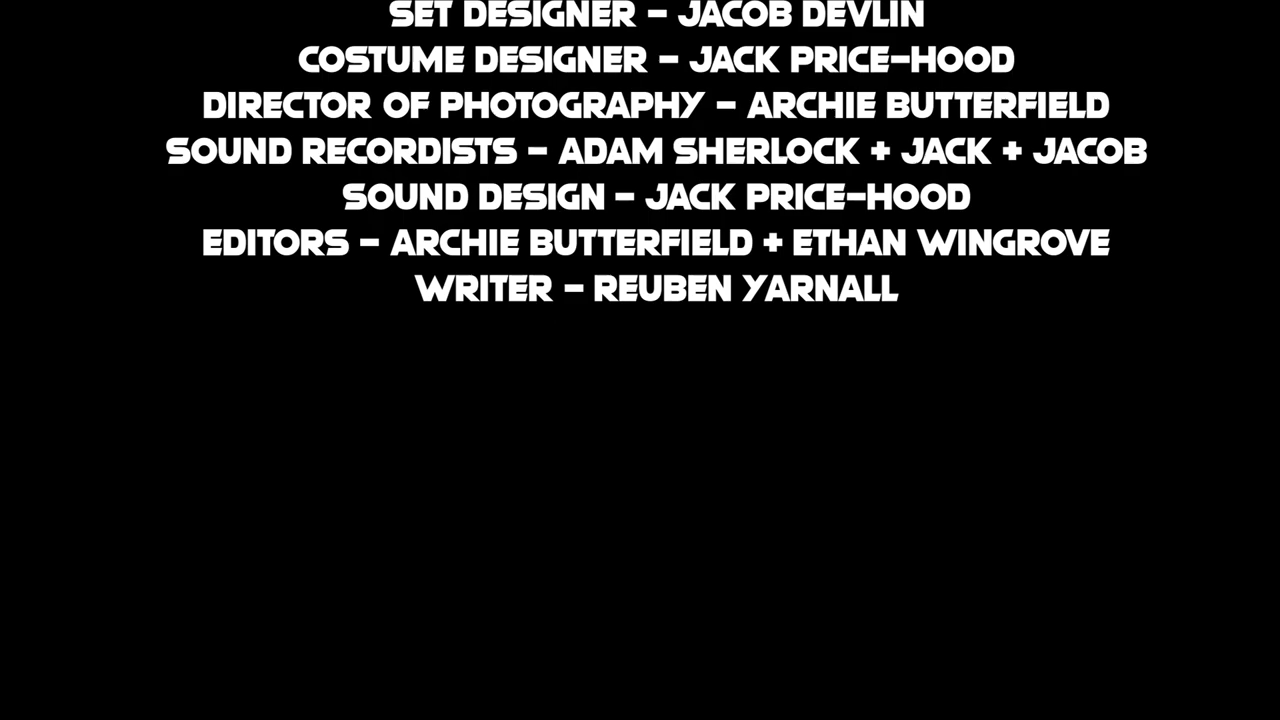 SET DESIGNER - JACOB DEVLIN
COSTUME DESIGNER - JACK PRICE-HOOD
DIRECTOR OF PHOTOGRAPHY - ARCHIE BUTTERFIELD
SOUND RECORDISTS - ADAM SHERLOCK + JACK + JACOB
SOUND DESIGN - JACK PRICE-HOOD
EDITORS - ARCHIE BUTTERFIELD + ETHAN WINGROVE
WRITER - REUBEN YARNALL